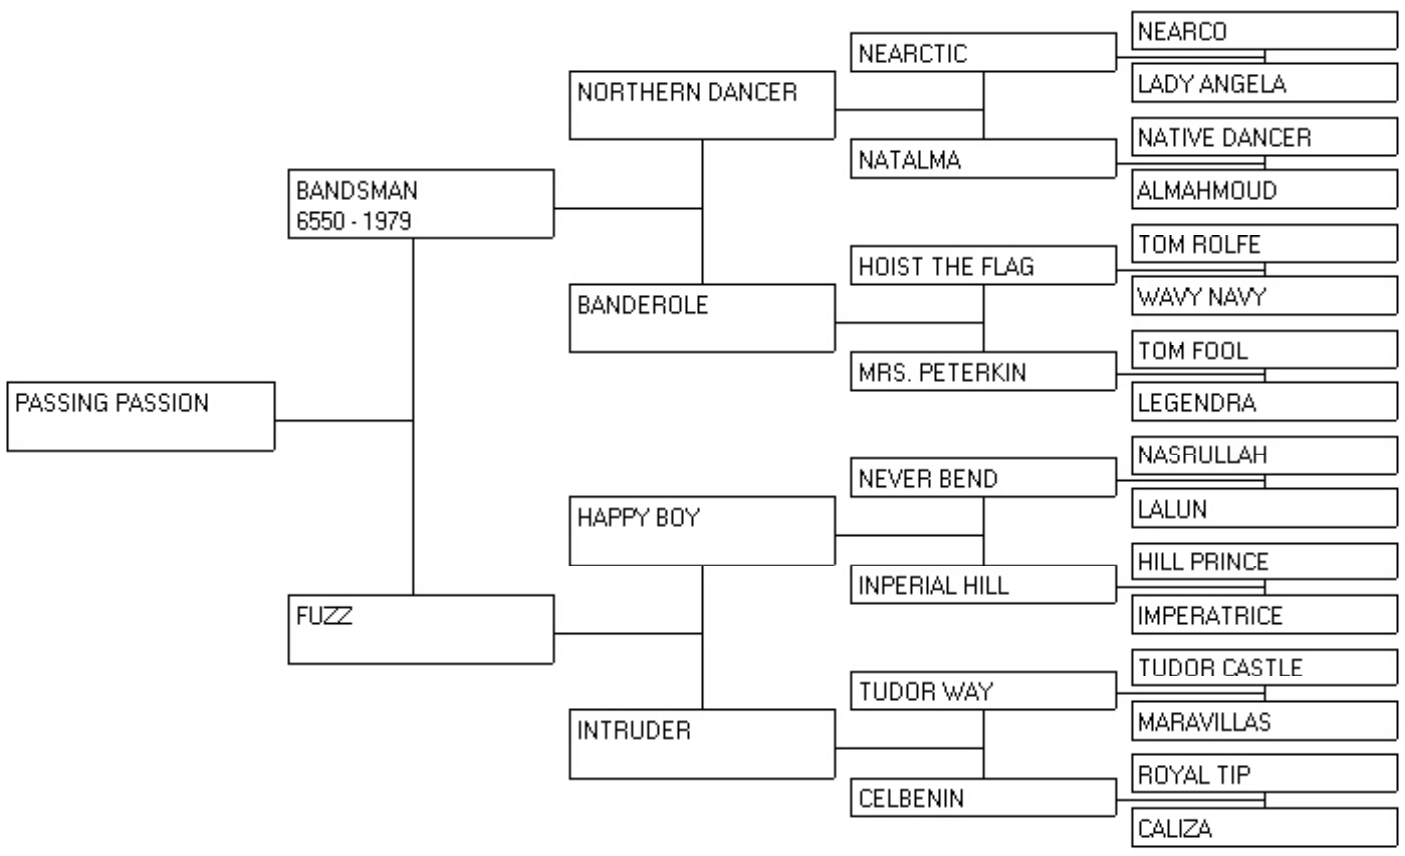 NEARCO
NEARCTIC
LADY ANGELA
NORTHERN DANCER
NATIVE DANCER
NATALMA
ALMAHMOUD
BANDSMAN
6550 - 1979
TOM ROLFE
HOIST THE FLAG
WAVY NAVY
BANDEROLE
TOM FOOL
MRS. PETERKIN
LEGENDRA
PASSING PASSION
NASRULLAH
NEVER BEND
LALUN
HAPPY BOY
HILL PRINCE
INPERIAL HILL
IMPERATRICE
FUZZ
TUDOR CASTLE
TUDOR WAY
MARAVILLAS
INTRUDER
ROYAL TIP
CELBENIN
CALIZA